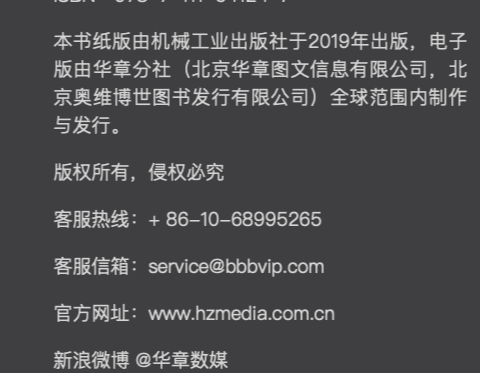 本书纸版由机械工业出版社于2019年出版，电子
版由华章分社（北京华章图文信息有限公司，北
京奥维博世图书发行有限公司）全球范围内制作
与发行。
版权所有，侵权必究
客服热线：+ 86-10-68995265
客服信箱：service@bbbvip.com
官方网址：www.hzmedia.com.cn
新浪微博 @华章数媒